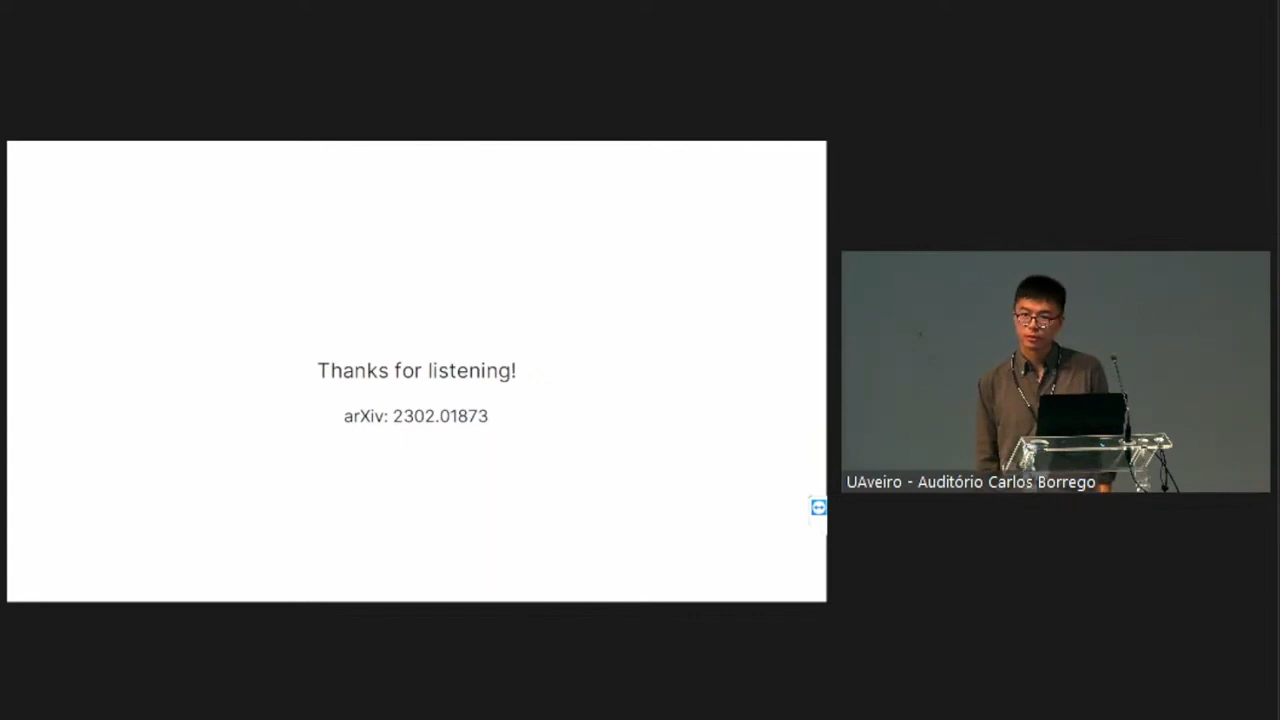 Thanks for listening!
arXiv: 2302.01873
UAveiro - Auditório Carlos Borrego